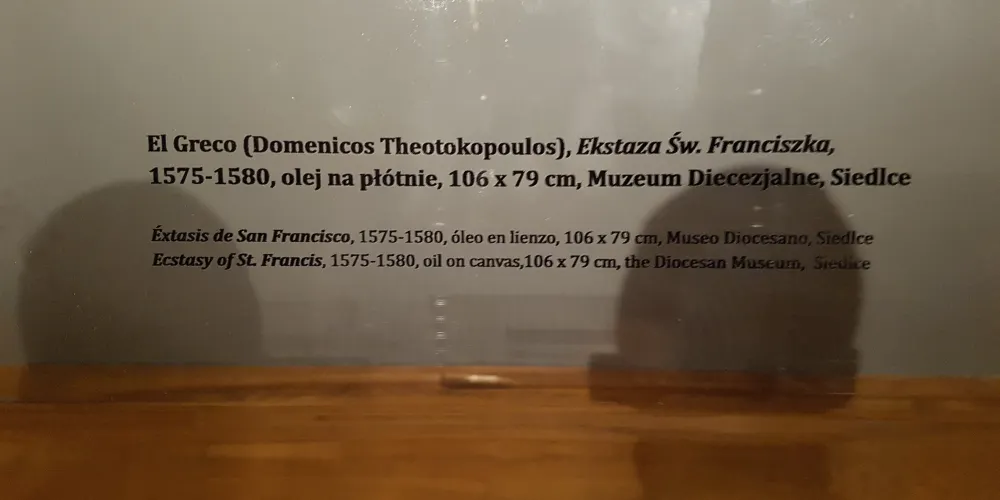 El Greco (Domenicos Theotokopoulos), Ekstaza Św. Franciszka,
1575-1580, olej na płótnie, 106 x 79 cm, Muzeum Diecezjalne, Siedlce
Éxtasis de San Francisco, 1575-1580, óleo en lienzo, 106 x 79 cm, Museo Diocesano, Siedlce
Ecstasy of St. Francis, 1575-1580, oil on canvas,106 x 79 cm, the Diocesan Museum, Siedlce